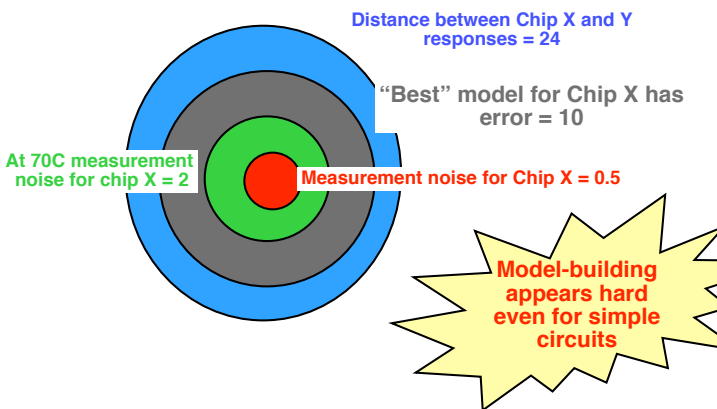 Distance between Chip X and Y
responses = 24
“Best” model for Chip X has
error = 10
At 70C measurement
noise for chip X = 2
Measurement noise for Chip X = 0.5
Model-building
appears hard
even for simple
circuits